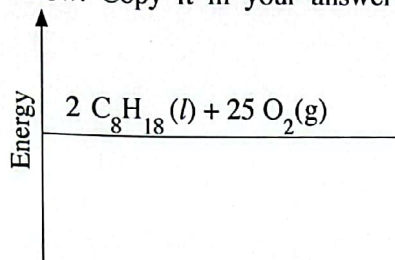 Copy it in your answer
Energy
2 C₈H₁₈ (l) + 25 O₂(g)